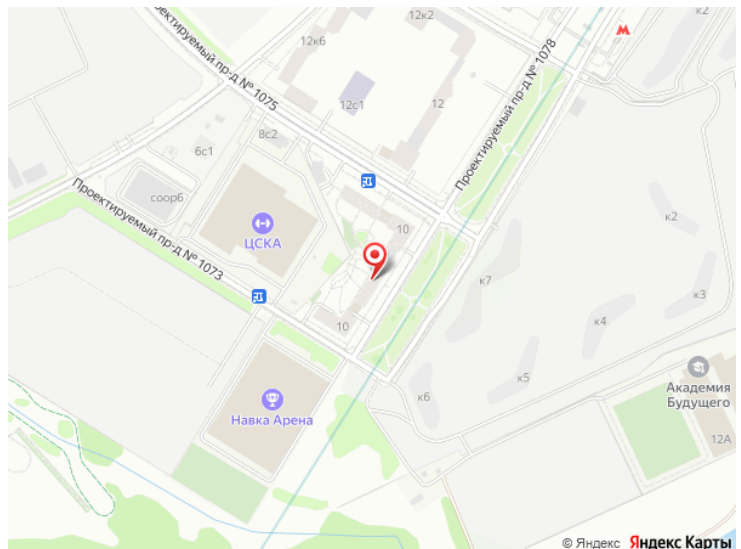 к2
12к2
12к6
Проектируемый пр-д № 1078
Проектируемый пр-д № 1075
12с1
12
8с2
6с1
соор6
10
к2
Проектируемый пр-д № 1073
ЦСКА
к7
к3
к4
10
к5
к6
Академия
Будущего
Навка Арена
12А
© Яндекс Яндекс Карты